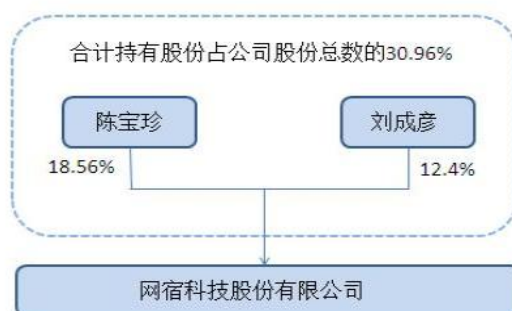 合计持有股份占公司股份总数的30.96%
陈宝珍
刘成彦
18.56%
12.4%
网宿科技股份有限公司